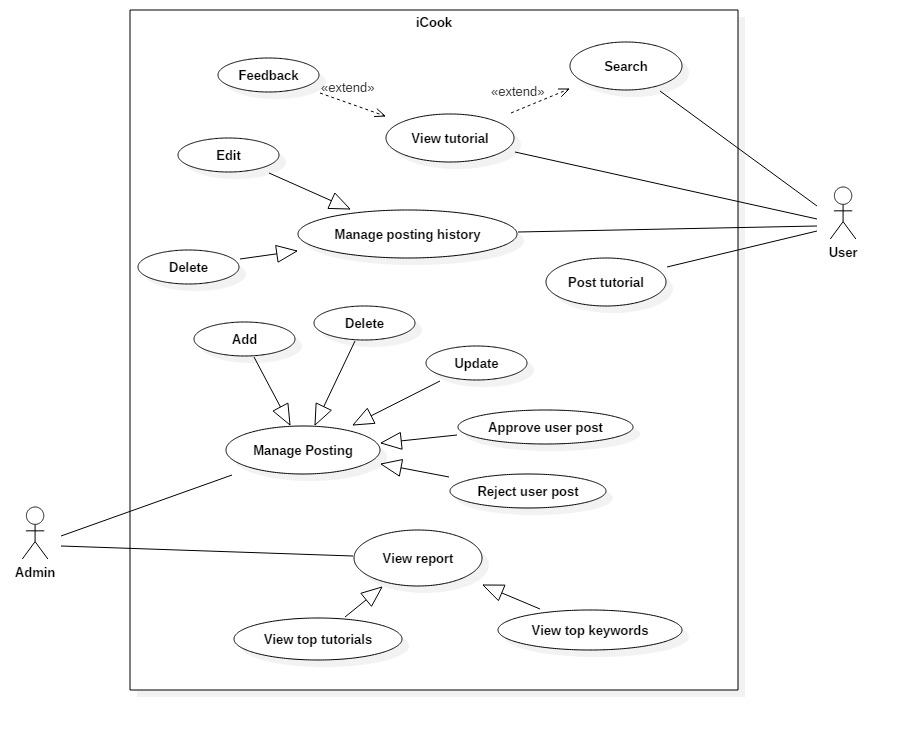 iCook
Search
Feedback
«extend»
«extend»
View tutorial
Edit
Manage posting history
User
Delete
Post tutorial
Delete
Add
Update
Approve user post
Manage Posting
Reject user post
View report
Admin
View top keywords
View top tutorials